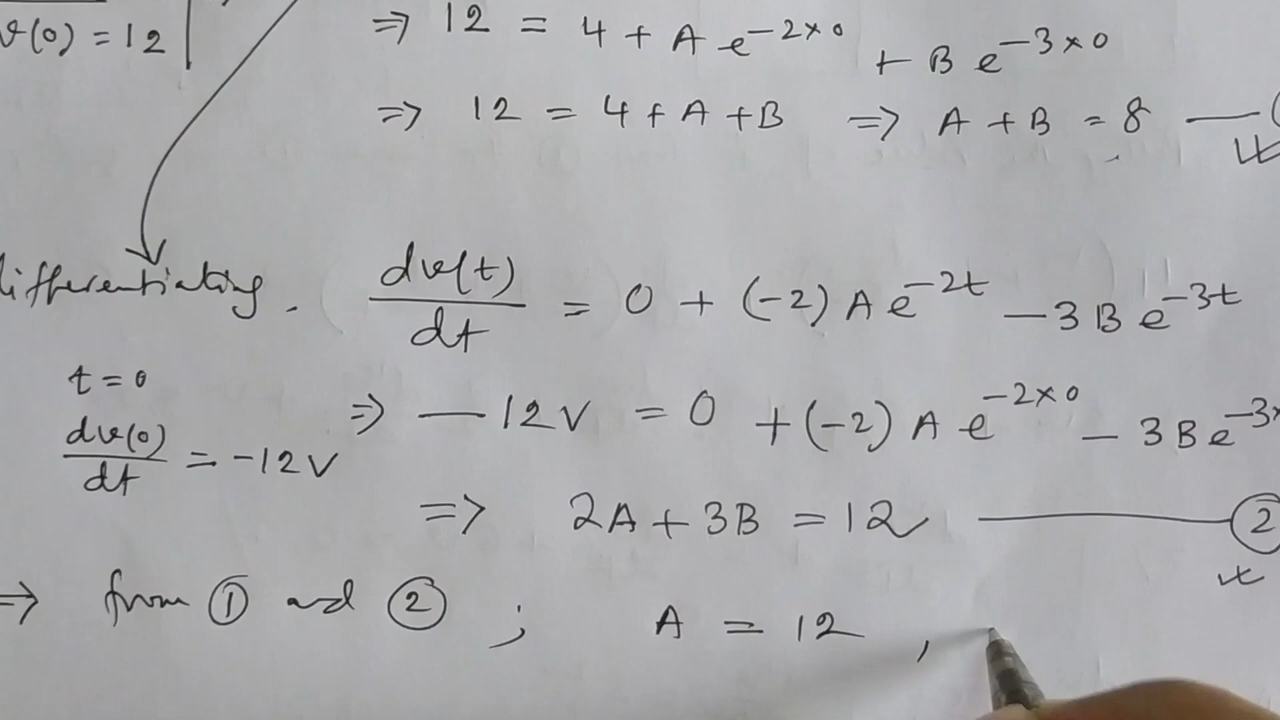 ⇒ 12 = 4 + A e^{-2×0} + B e^{-3×0}
v(0) = 12
⇒ 12 = 4 + A + B ⇒ A + B = 8 —
differentiating. dv(t)/dt = 0 + (-2) A e^{-2t} - 3 B e^{-3t}
t = 0
dv(0)/dt = -12V ⇒ -12V = 0 + (-2) A e^{-2×0} - 3 B e^{-3×
⇒ 2A + 3B = 12 — ②
⇒ from ① and ② ; A = 12 ,